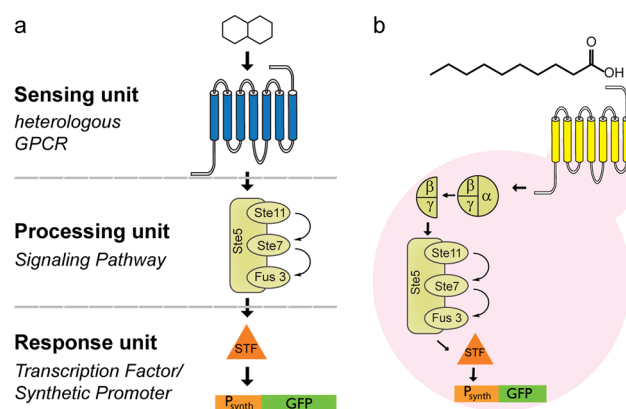 a
Sensing unit
heterologous
GPCR
Processing unit
Signaling Pathway
Ste5
Ste11
Ste7
Fus 3
Response unit
Transcription Factor/
Synthetic Promoter
STF
Psynth
GFP
b
O
OH
β
γ
β
γ
α
Ste5
Ste11
Ste7
Fus 3
STF
Psynth
GFP